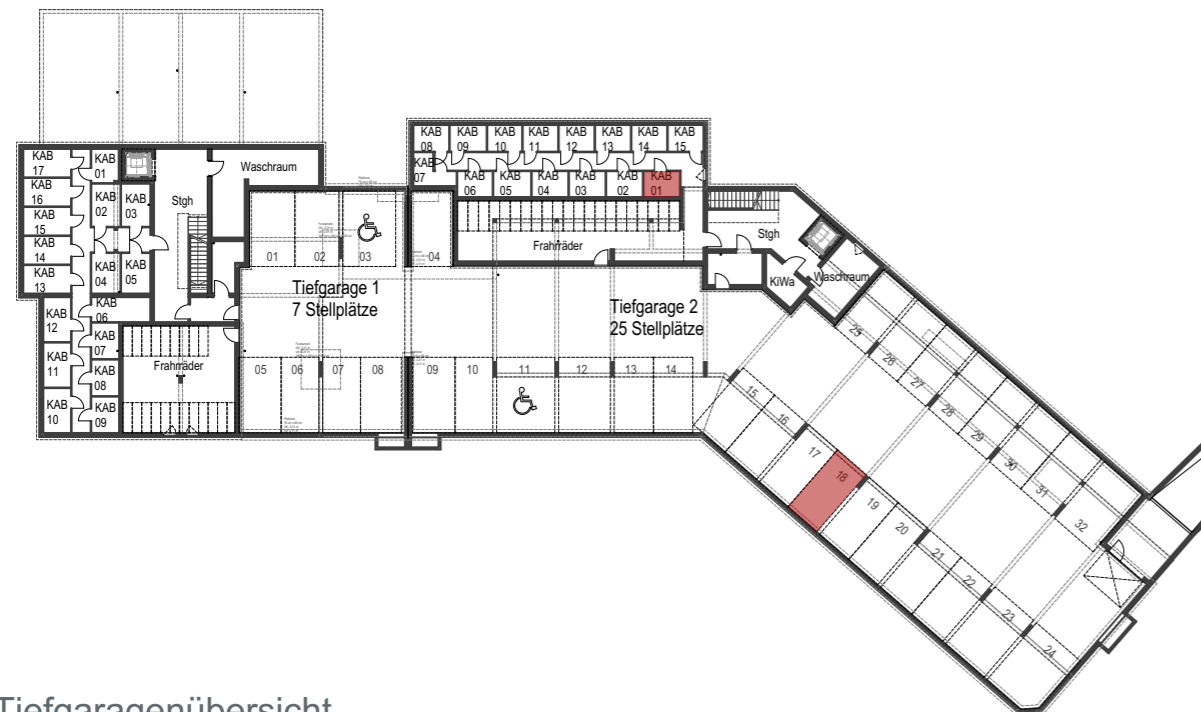 KAB 08
KAB 09
KAB 10
KAB 11
KAB 12
KAB 13
KAB 14
KAB 15
KAB 07
KAB 06
KAB 05
KAB 04
KAB 03
KAB 02
KAB 01
KAB 17
KAB 01
Waschraum
KAB 16
KAB 02
KAB 03
Stgh
KAB 15
KAB 14
KAB 13
KAB 04
KAB 05
KAB 06
KAB 12
KAB 07
KAB 11
KAB 08
KAB 10
KAB 09
Frahrräder
01
02
03
04
Tiefgarage 1
7 Stellplätze
05
06
07
08
Frahrräder
Stgh
KiWa
Waschraum
Tiefgarage 2
25 Stellplätze
09
10
11
12
13
14
15
16
17
18
19
20
21
22
23
24
25
26
27
28
29
30
31
32
Tiefgaragenübersicht